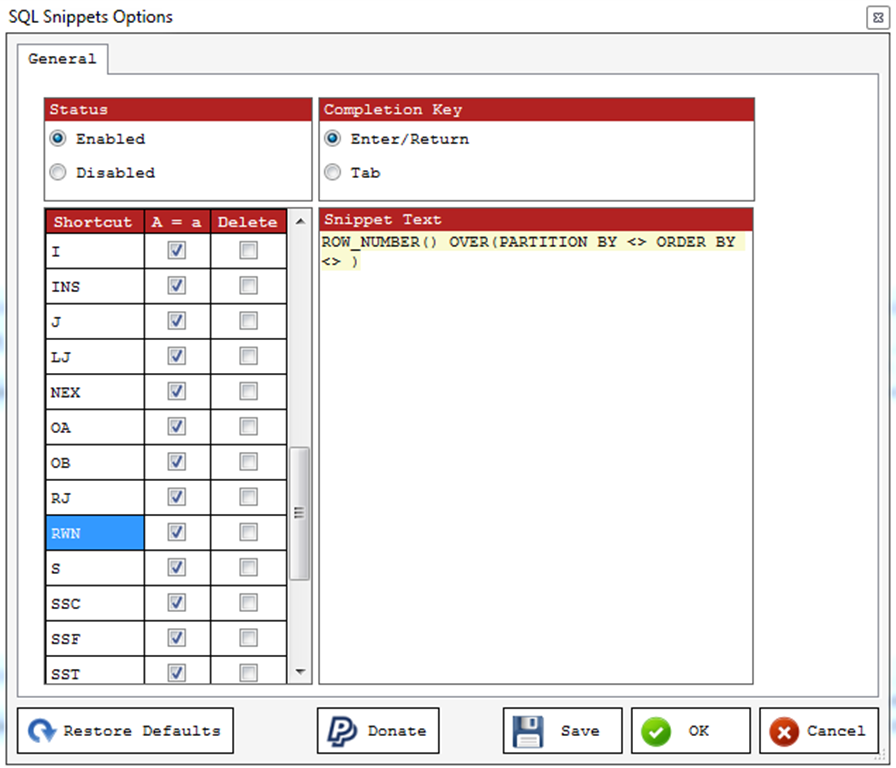 SQL Snippets Options
General
Status
Enabled
Disabled
Completion Key
Enter/Return
Tab
Shortcut A = a Delete
I
INS
J
LJ
NEX
OA
OB
RJ
RWN
S
SSC
SSF
SST
Snippet Text
ROW_NUMBER() OVER(PARTITION BY <> ORDER BY
<> )
Restore Defaults
Donate
Save
OK
Cancel